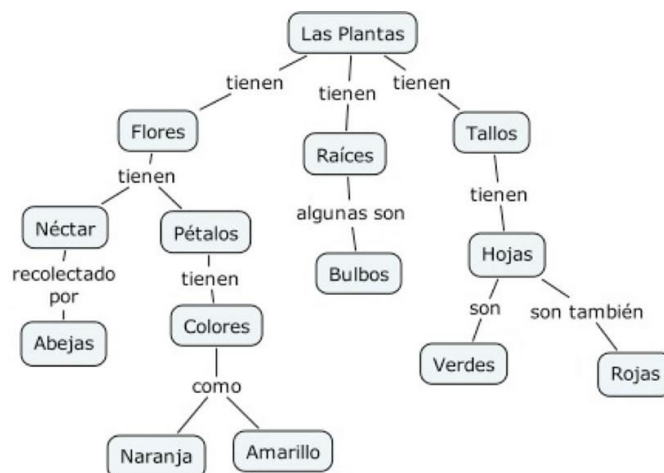 Las Plantas
tienen
tienen
tienen
Flores
Raíces
Tallos
tienen
algunas son
tienen
Néctar
Pétalos
Bulbos
Hojas
recolectado
por
tienen
son
son también
Abejas
Colores
Verdes
Rojas
como
Naranja
Amarillo